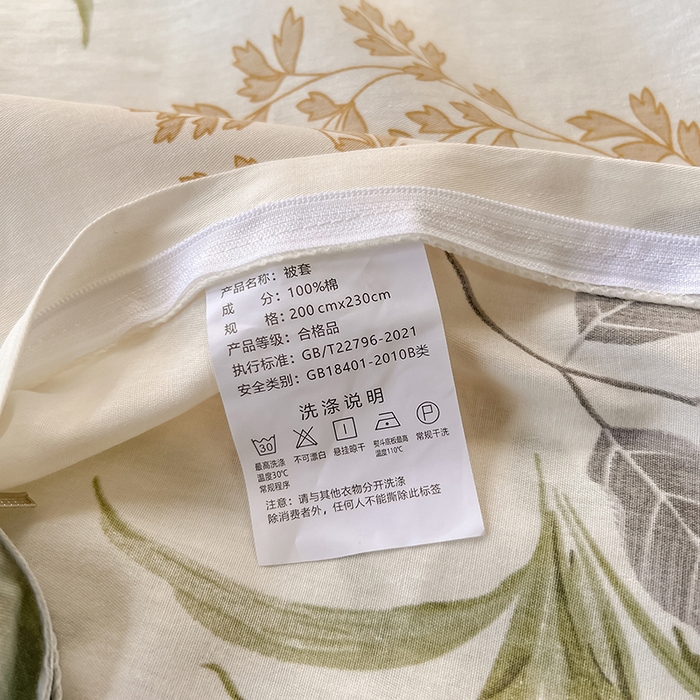 产品名称：被套
成　　分：100%棉
规　　格：200 cmx230cm
产品等级：合格品
执行标准：GB/T22796-2021
安全类别：GB18401-2010B类
洗涤说明
30 P
最高洗涤 不可漂白 悬挂晾干 熨斗底板最高 常规干洗
温度30℃ 温度110℃
常规程序
注意：请与其他衣物分开洗涤
除消费者外，任何人不能撕除此标签